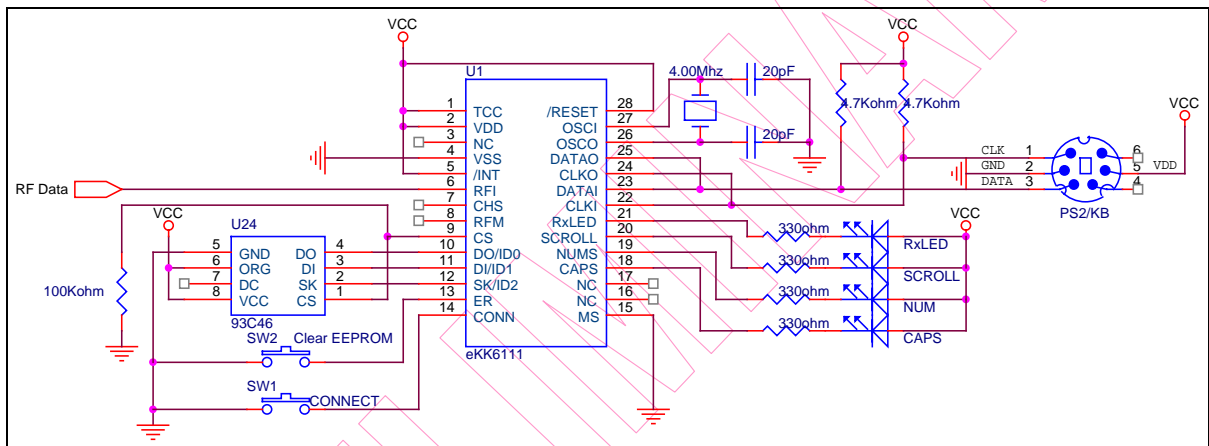 VCC
VCC
U1
4.00Mhz
20pF
4.7Kohm
4.7Kohm
20pF
VCC
1 TCC /RESET 28
2 VDD OSCI 27
3 NC OSCO 26
4 VSS DATAO 25
5 /INT CLKO 24
6 RFI DATAI 23
7 CHS CLKI 22
8 RFM RxLED 21
9 CS SCROLL 20
10 DO/ID0 NUMS 19
11 DI/ID1 CAPS 18
12 SK/ID2 NC 17
13 ER NC 16
14 CONN MS 15
eKK6111
RF Data
CLK 1 6
GND 2 5 VDD
DATA 3 4
PS2/KB
VCC
U24
5 GND DO 4
6 ORG DI 3
7 DC SK 2
8 VCC CS 1
93C46
100Kohm
SW2 Clear EEPROM
SW1
CONNECT
VCC
330ohm RxLED
330ohm SCROLL
330ohm NUM
330ohm CAPS